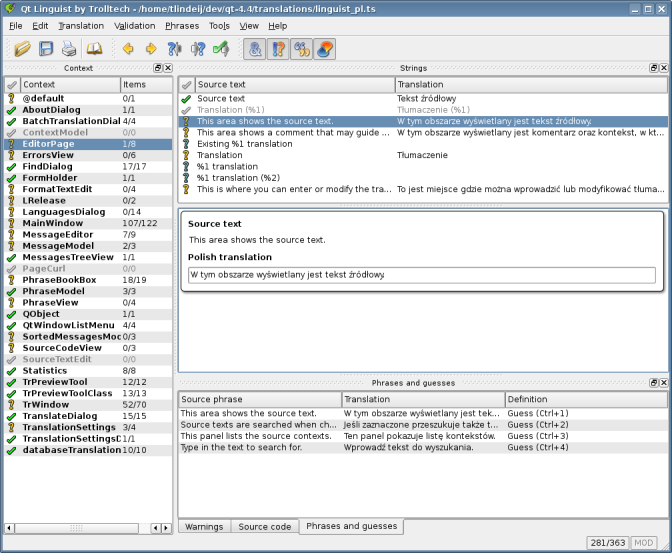 Qt Linguist by Trolltech - /home/tlindeij/dev/qt-4.4/translations/linguist_pl.ts
File Edit Translation Validation Phrases Tools View Help
Context
Context Items
@default 0/1
AboutDialog 1/1
BatchTranslationDial 4/4
ContextModel 0/0
EditorPage 1/8
ErrorsView 0/6
FindDialog 17/17
FormHolder 1/1
FormatTextEdit 0/4
LRelease 0/2
LanguagesDialog 0/14
MainWindow 107/122
MessageEditor 7/9
MessageModel 2/3
MessagesTreeView 1/1
PageCurl 0/0
PhraseBookBox 18/19
PhraseModel 3/3
PhraseView 0/4
QObject 1/1
QtWindowListMenu 4/4
SortedMessagesMoc 0/3
SourceCodeView 0/3
SourceTextEdit 0/0
Statistics 8/8
TrPreviewTool 12/12
TrPreviewToolClass 13/13
TrWindow 52/70
TranslateDialog 15/15
TranslationSettings 3/4
TranslationSettingsD 1/1
databaseTranslation 10/10
Strings
Source text Translation
Source text Tekst źródłowy
Translation (%1) Tłumaczenie (%1)
This area shows the source text. W tym obszarze wyświetlany jest tekst źródłowy.
This area shows a comment that may guide ... W tym obszarze wyświetlany jest komentarz oraz kontekst, w kt...
Existing %1 translation
Translation Tłumaczenie
%1 translation
%1 translation (%2)
This is where you can enter or modify the tra... To jest miejsce gdzie można wprowadzić lub modyfikować tłuma...
Source text
This area shows the source text.
Polish translation
W tym obszarze wyświetlany jest tekst źródłowy.
Phrases and guesses
Source phrase Translation Definition
This area shows the source text. W tym obszarze wyświetlany jest tek... Guess (Ctrl+1)
Source texts are searched when ch... Jeśli zaznaczone przeszukuje także t... Guess (Ctrl+2)
This panel lists the source contexts. Ten panel pokazuje listę kontekstów. Guess (Ctrl+3)
Type in the text to search for. Wprowadź tekst do wyszukania. Guess (Ctrl+4)
Warnings Source code Phrases and guesses
281/363 MOD